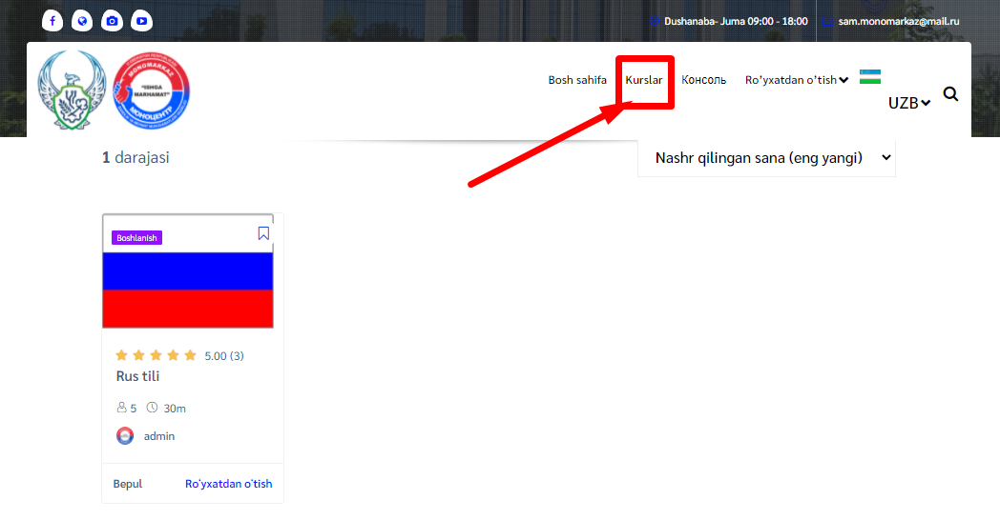 Dushanaba- Juma 09:00 - 18:00 sam.monomarkaz@mail.ru
MONOMARKAZ
"ISHGA
MARHAMAT"
МОНОЦЕНТР
Bosh sahifa Kurslar Консоль Ro’yxatdan o’tish
UZB
1 darajasi
Nashr qilingan sana (eng yangi)
Boshlanish
5.00 (3)
Rus tili
5 30m
admin
Bepul Ro'yxatdan o'tish